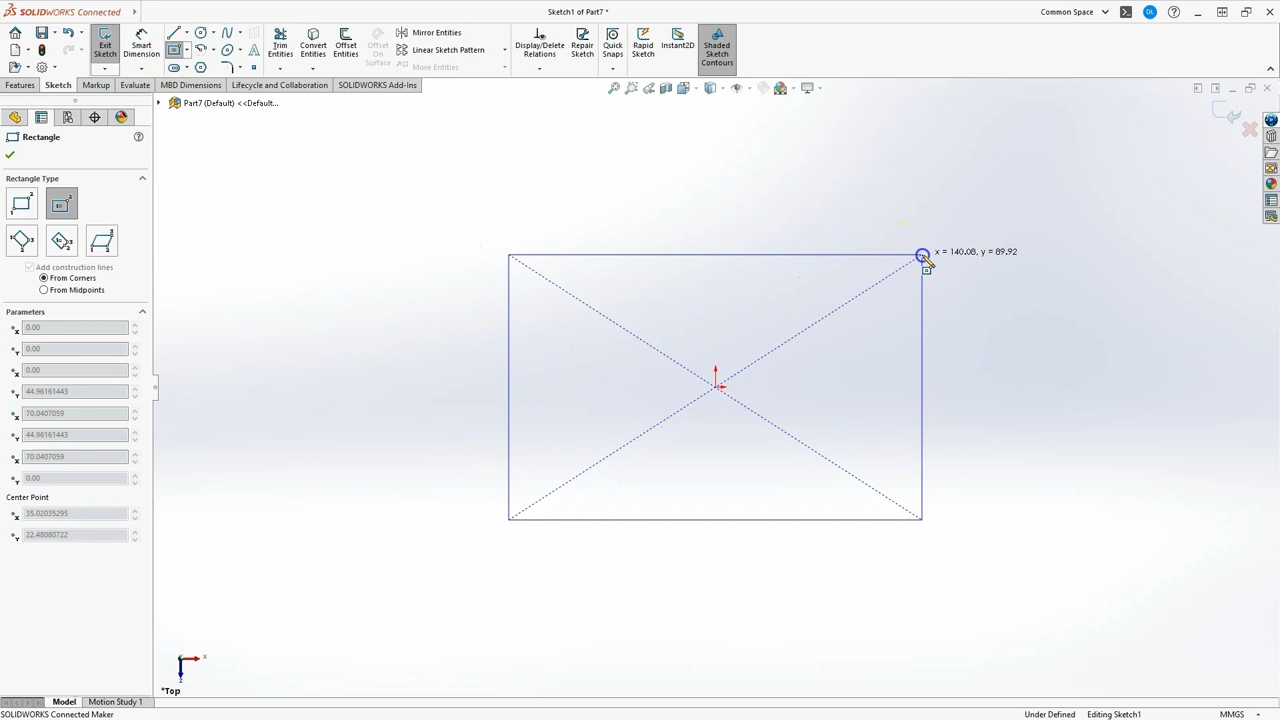 SOLIDWORKS Connected
Sketch1 of Part7 *
Common Space
DL
Exit Sketch
Smart Dimension
Trim Entities
Convert Entities
Offset Entities
Offset On Surface
Mirror Entities
Linear Sketch Pattern
Move Entities
Display/Delete Relations
Repair Sketch
Quick Snaps
Rapid Sketch
Instant2D
Shaded Sketch Contours
Features
Sketch
Markup
Evaluate
MBD Dimensions
Lifecycle and Collaboration
SOLIDWORKS Add-Ins
Part7 (Default) <<Default...
Rectangle
Rectangle Type
Add construction lines
From Corners
From Midpoints
Parameters
0.00
0.00
0.00
44.96161443
70.0407059
44.96161443
70.0407059
0.00
Center Point
35.02035295
22.48080722
x = 140.08, y = 89.92
x
*Top
Model
Motion Study 1
SOLIDWORKS Connected Maker
Under Defined
Editing Sketch1
MMGS